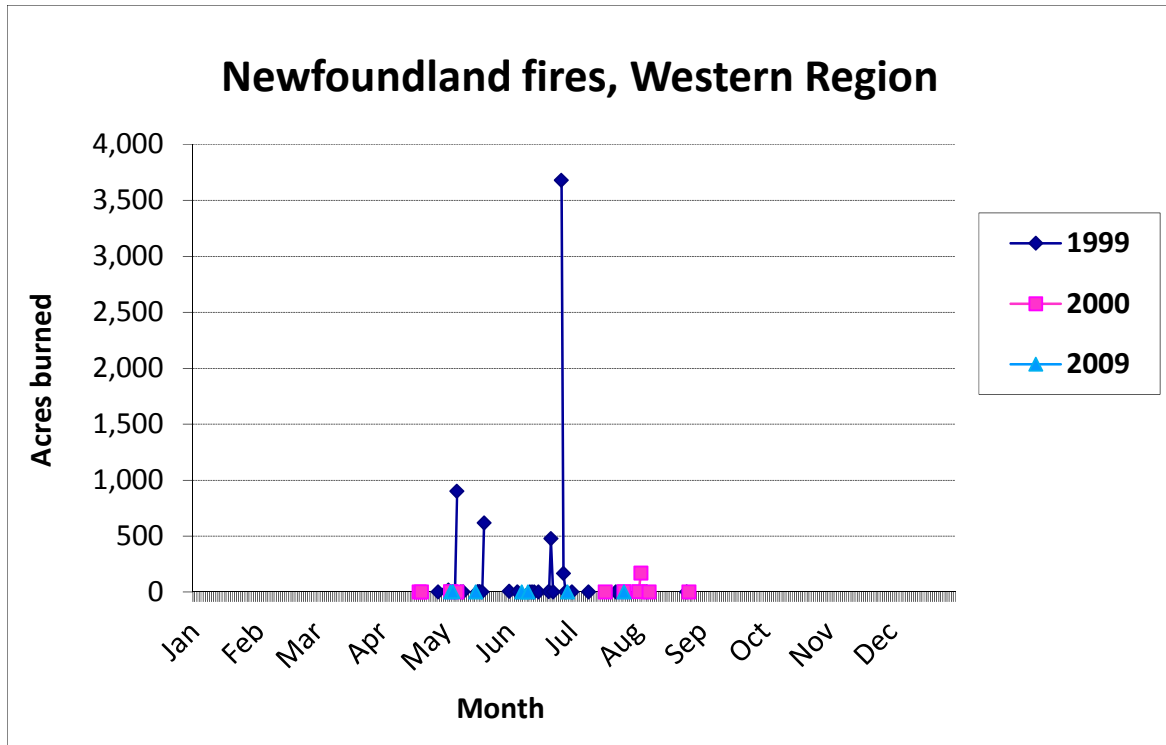 Newfoundland fires, Western Region
4,000
3,500
3,000
2,500
2,000
1,500
1,000
500
0
Acres burned
Jan
Feb
Mar
Apr
May
Jun
Jul
Aug
Sep
Oct
Nov
Dec
Month
1999
2000
2009